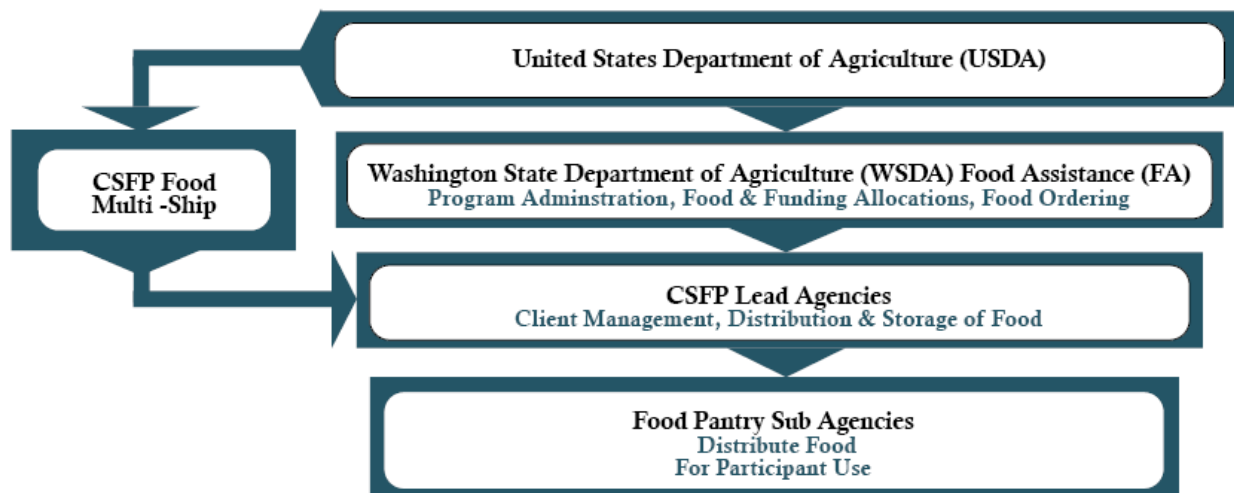 United States Department of Agriculture (USDA)
CSFP Food
Multi -Ship
Washington State Department of Agriculture (WSDA) Food Assistance (FA)
Program Adminstration, Food & Funding Allocations, Food Ordering
CSFP Lead Agencies
Client Management, Distribution & Storage of Food
Food Pantry Sub Agencies
Distribute Food
For Participant Use